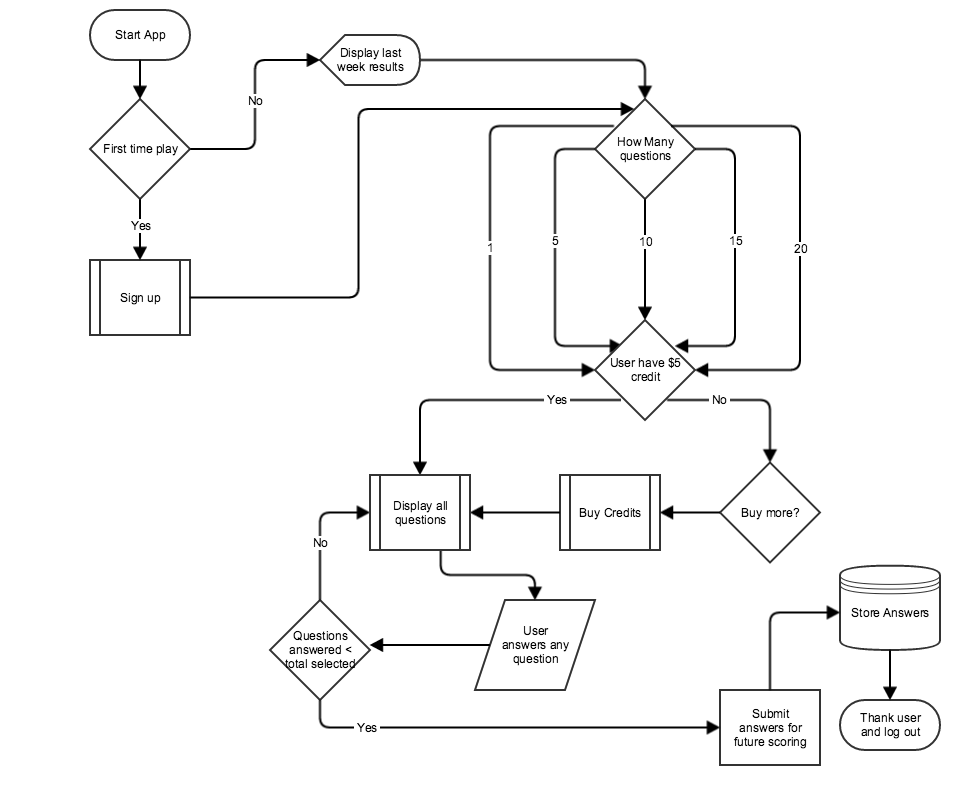 Start App
Display last
week results
No
First time play
How Many
questions
Yes
1
5
10
15
20
Sign up
User have $5
credit
Yes
No
Display all
questions
Buy Credits
Buy more?
No
Questions
answered <
total selected
User
answers any
question
Store Answers
Yes
Submit
answers for
future scoring
Thank user
and log out